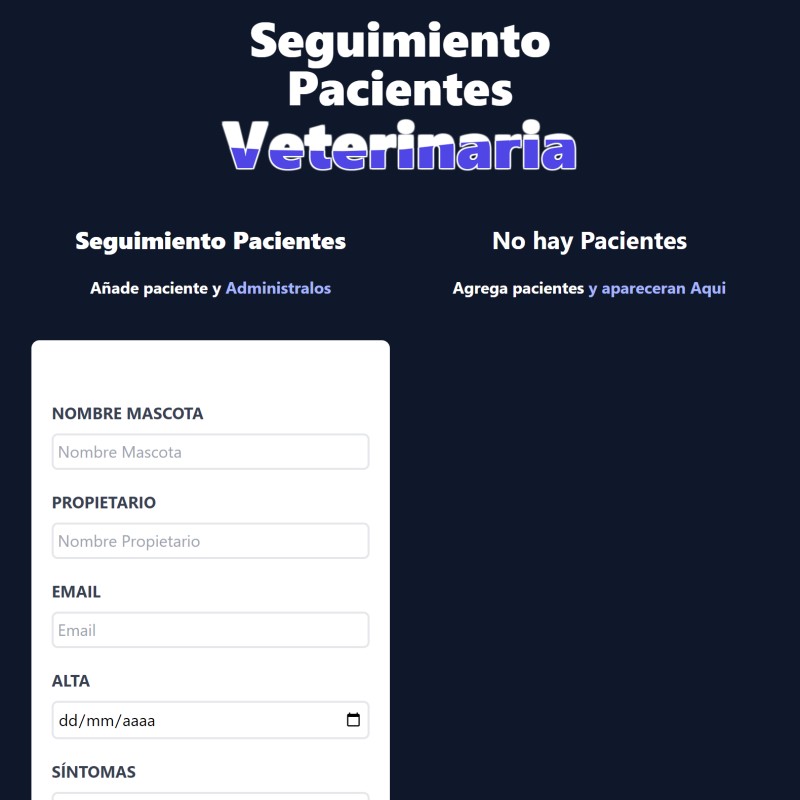 Seguimiento
Pacientes
Veterinaria
Seguimiento Pacientes
Añade paciente y Administralos
No hay Pacientes
Agrega pacientes y apareceran Aqui
NOMBRE MASCOTA
Nombre Mascota
PROPIETARIO
Nombre Propietario
EMAIL
Email
ALTA
dd/mm/aaaa
SÍNTOMAS